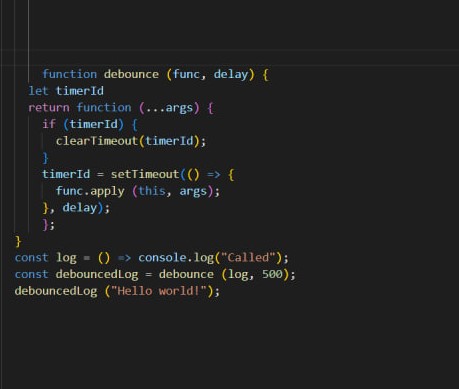 function debounce (func, delay) {
let timerId
return function (...args) {
if (timerId) {
clearTimeout(timerId);
}
timerId = setTimeout(() => {
func.apply (this, args);
}, delay);
};
}
const log = () => console.log("Called");
const debouncedLog = debounce (log, 500);
debouncedLog ("Hello world!");